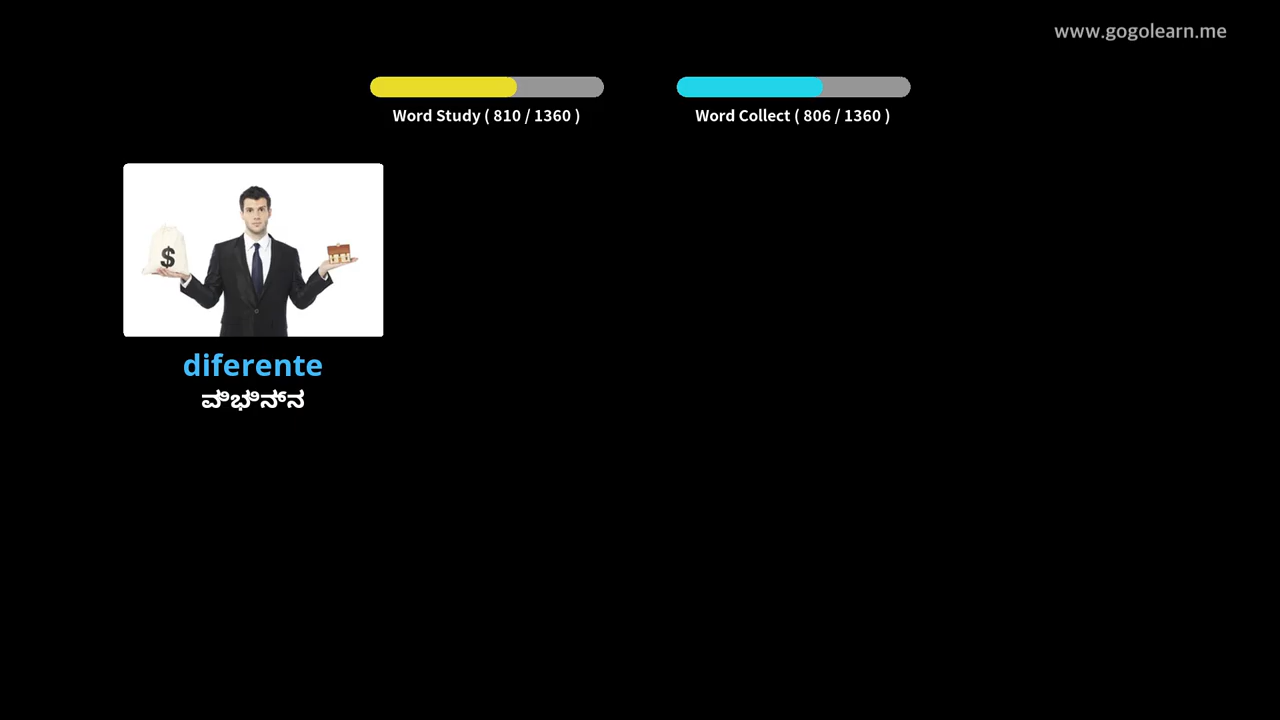 www.gogolearn.me
Word Study ( 810 / 1360 )
Word Collect ( 806 / 1360 )
$
diferente
ವಿಭಿನ್ನ